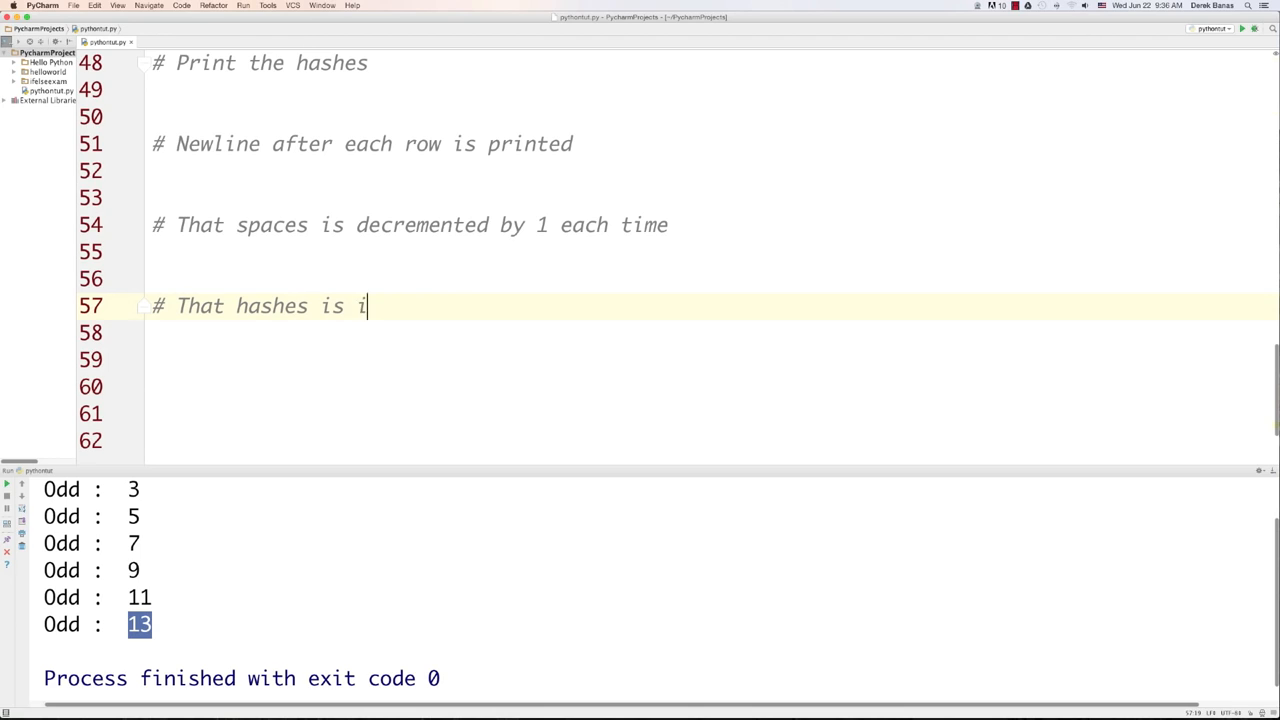 PyCharm File Edit View Navigate Code Refactor Run Tools VCS Window Help
10 Wed Jun 22 9:36 AM Derek Banas
pythontut.py - PycharmProjects - [~/PycharmProjects]
PycharmProjects pythontut.py
pythontut
pythontut.py ×
PycharmProject
Hello Python
helloworld
ifelseexam
pythontut.py
External Librarie
48 # Print the hashes
49
50
51 # Newline after each row is printed
52
53
54 # That spaces is decremented by 1 each time
55
56
57 # That hashes is i
58
59
60
61
62
Run pythontut
Odd : 3
Odd : 5
Odd : 7
Odd : 9
Odd : 11
Odd : 13
Process finished with exit code 0
57:19 LF÷ UTF-8÷